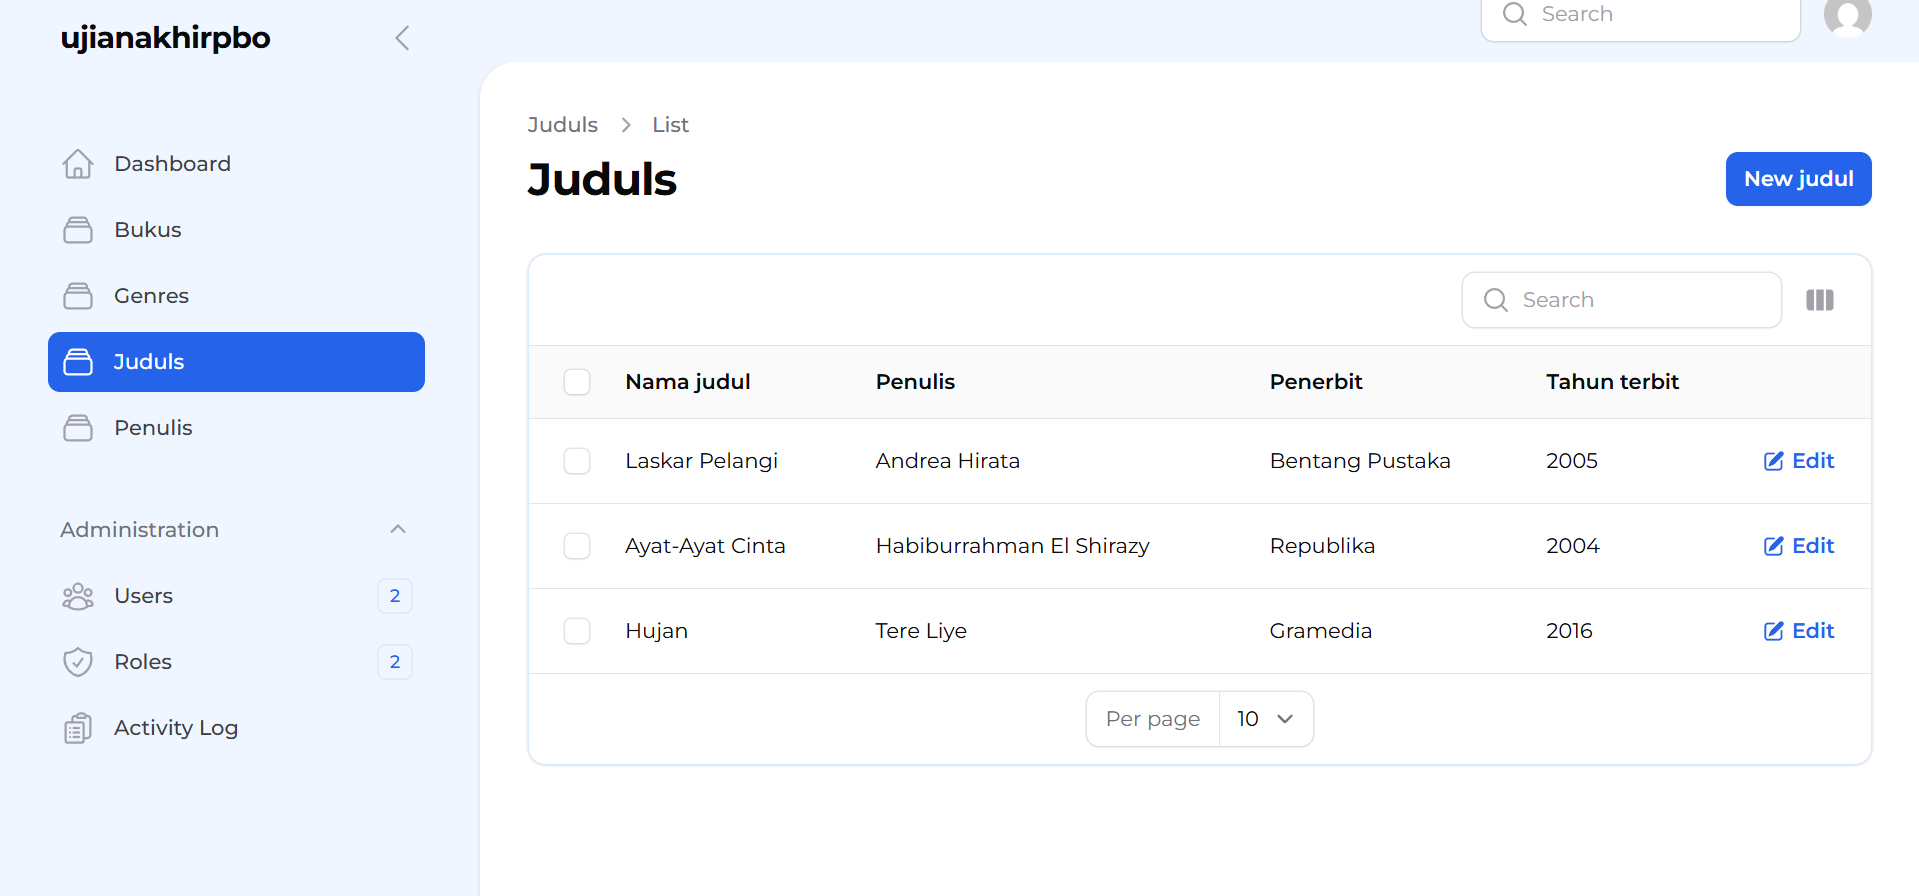 ujianakhirpbo
Search
Dashboard
Bukus
Genres
Juduls
Penulis
Administration
Users 2
Roles 2
Activity Log
Juduls > List
Juduls
New judul
Search
Nama judul Penulis Penerbit Tahun terbit
Laskar Pelangi Andrea Hirata Bentang Pustaka 2005 Edit
Ayat-Ayat Cinta Habiburrahman El Shirazy Republika 2004 Edit
Hujan Tere Liye Gramedia 2016 Edit
Per page 10